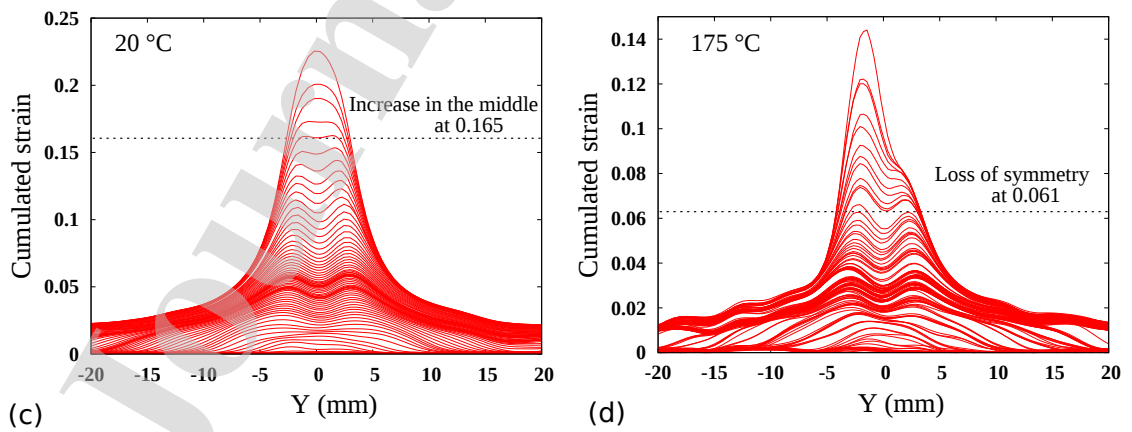 20 °C
Increase in the middle
at 0.165
Cumulated strain
0.25
0.2
0.15
0.1
0.05
0
-20 -15 -10 -5 0 5 10 15 20
Y (mm)
(c)
175 °C
Loss of symmetry
at 0.061
Cumulated strain
0.14
0.12
0.1
0.08
0.06
0.04
0.02
0
-20 -15 -10 -5 0 5 10 15 20
Y (mm)
(d)
Journa